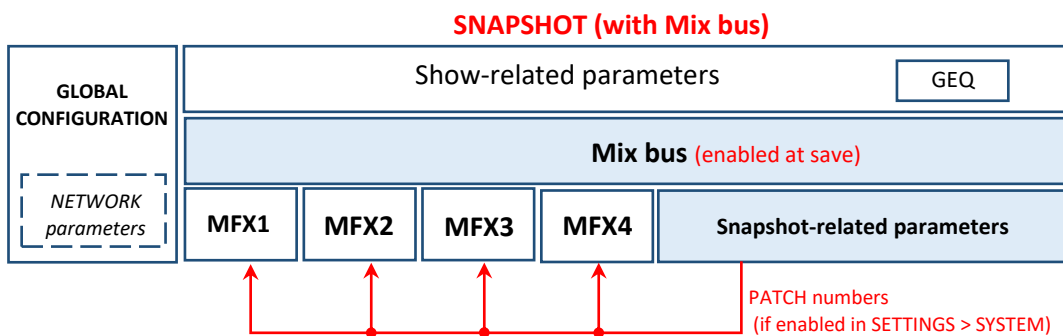 SNAPSHOT (with Mix bus)
Show-related parameters
GEQ
GLOBAL
CONFIGURATION
Mix bus (enabled at save)
NETWORK
parameters
MFX1
MFX2
MFX3
MFX4
Snapshot-related parameters
PATCH numbers
(if enabled in SETTINGS > SYSTEM)